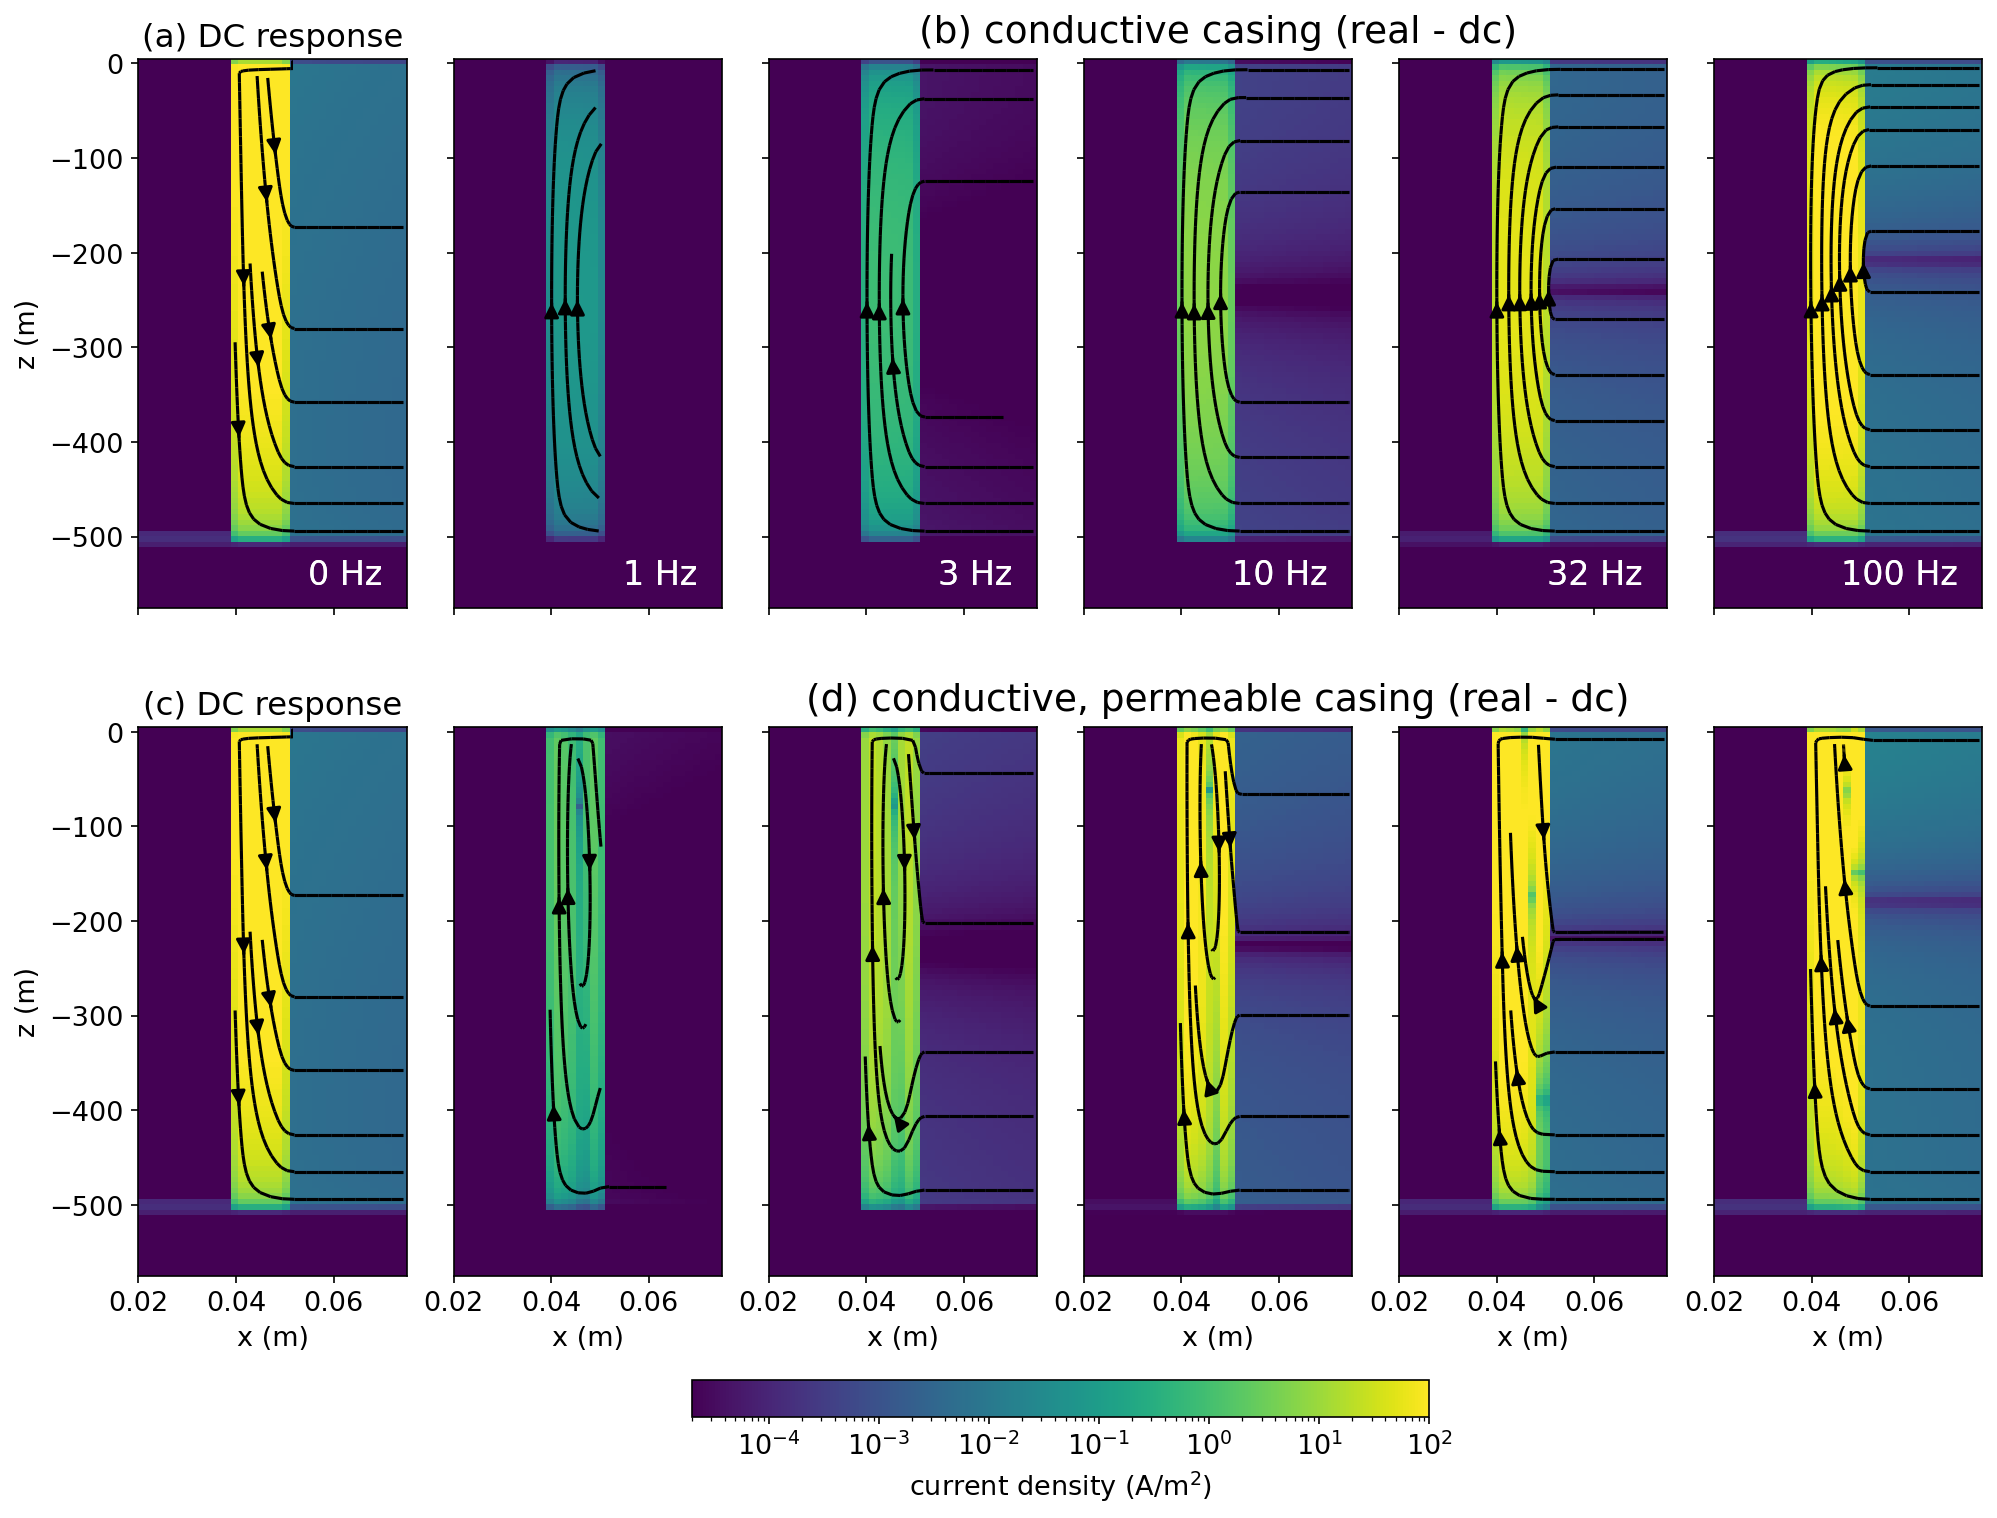 (a) DC response
(b) conductive casing (real - dc)
0
−100
−200
−300
−400
−500
z (m)
0 Hz
1 Hz
3 Hz
10 Hz
32 Hz
100 Hz
(c) DC response
(d) conductive, permeable casing (real - dc)
0
−100
−200
−300
−400
−500
z (m)
0.02 0.04 0.06
0.02 0.04 0.06
0.02 0.04 0.06
0.02 0.04 0.06
0.02 0.04 0.06
0.02 0.04 0.06
x (m)
x (m)
x (m)
x (m)
x (m)
x (m)
10⁻⁴ 10⁻³ 10⁻² 10⁻¹ 10⁰ 10¹ 10²
current density (A/m²)